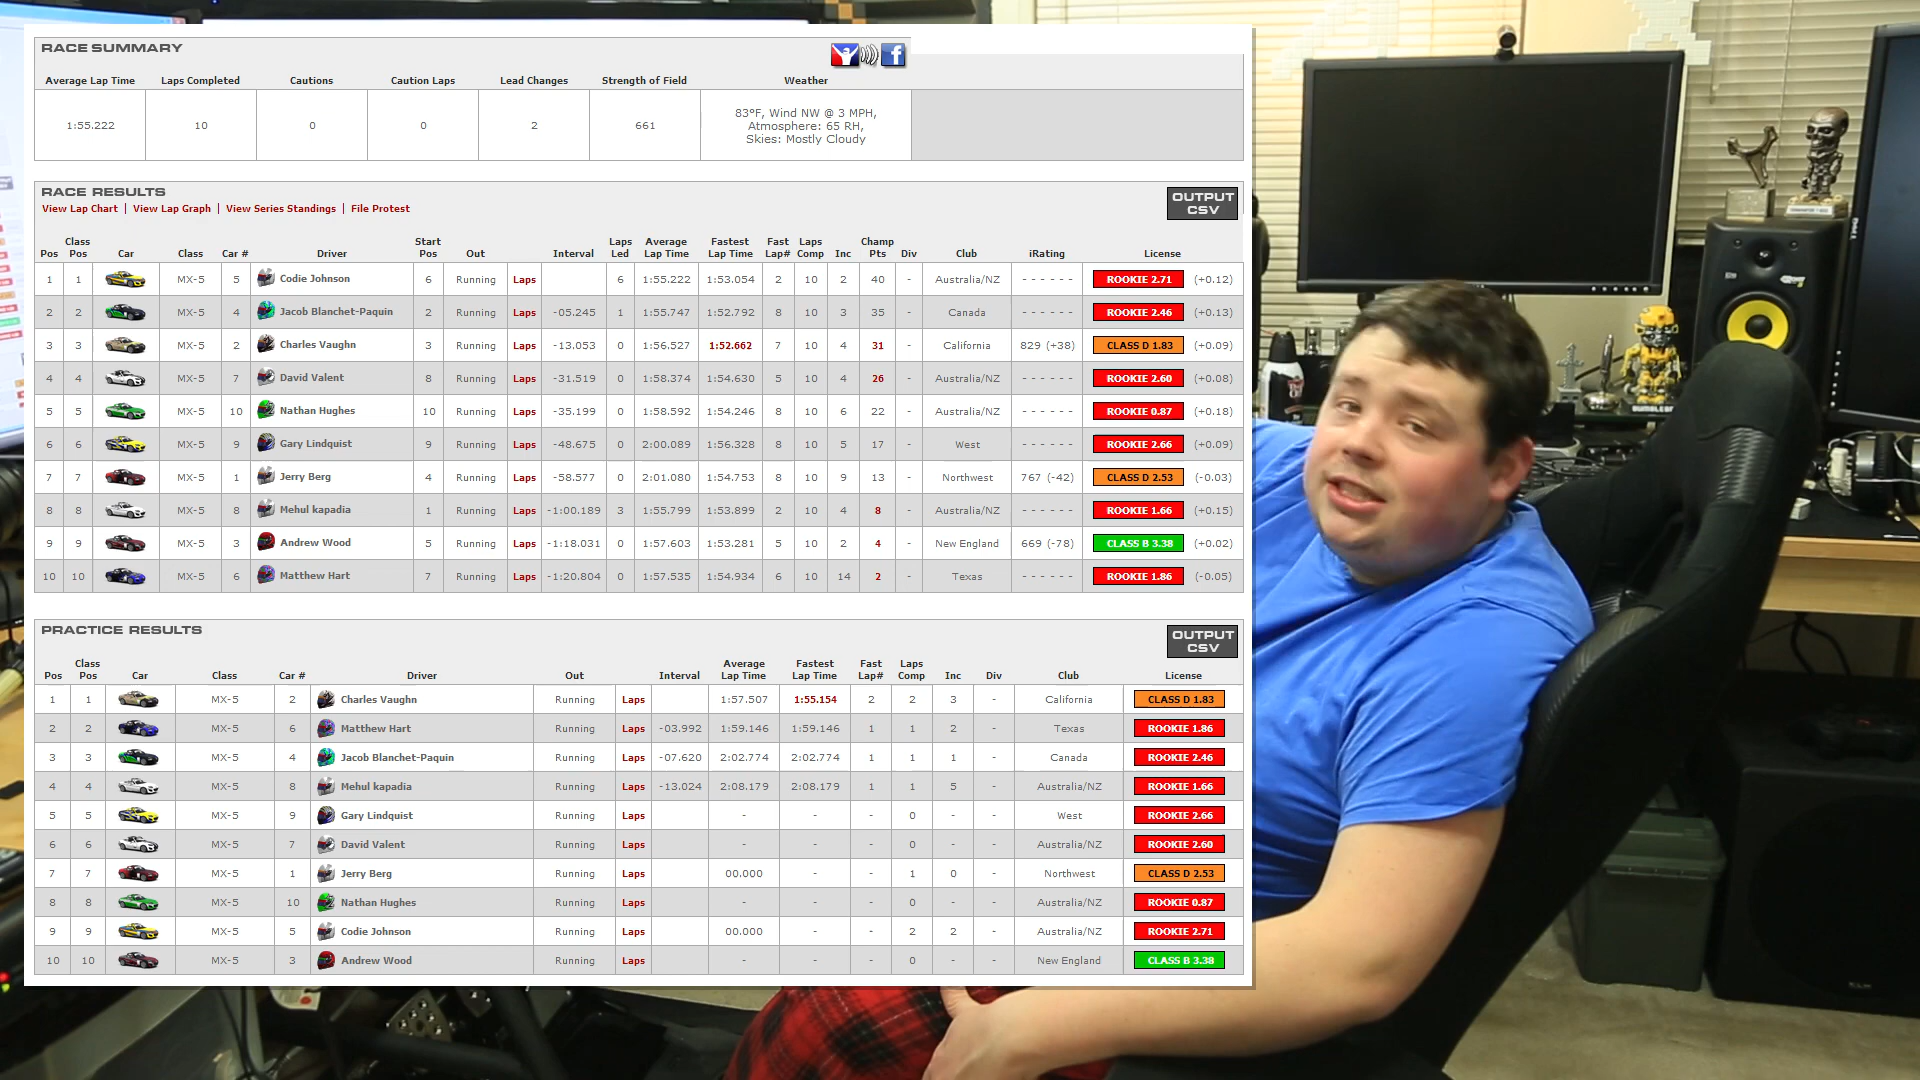 RACE SUMMARY
Average Lap Time Laps Completed Cautions Caution Laps Lead Changes Strength of Field Weather
1:55.222 10 0 0 2 661 83°F, Wind NW @ 3 MPH,
Atmosphere: 65 RH,
Skies: Mostly Cloudy
RACE RESULTS
View Lap Chart | View Lap Graph | View Series Standings | File Protest
OUTPUT
CSV
Pos Class Pos Car Class Car # Driver Start Pos Out Interval Laps Led Average Lap Time Fastest Lap Time Fast Lap# Laps Comp Inc Champ Pts Div Club iRating License
1 1 MX-5 5 Codie Johnson 6 Running Laps 6 1:55.222 1:53.054 2 10 2 40 - Australia/NZ - - - - - - ROOKIE 2.71 (+0.12)
2 2 MX-5 4 Jacob Blanchet-Paquin 2 Running Laps -05.245 1 1:55.747 1:52.792 8 10 3 35 - Canada - - - - - - ROOKIE 2.46 (+0.13)
3 3 MX-5 2 Charles Vaughn 3 Running Laps -13.053 0 1:56.527 1:52.662 7 10 4 31 - California 829 (+38) CLASS D 1.83 (+0.09)
4 4 MX-5 7 David Valent 8 Running Laps -31.519 0 1:58.374 1:54.630 5 10 4 26 - Australia/NZ - - - - - - ROOKIE 2.60 (+0.08)
5 5 MX-5 10 Nathan Hughes 10 Running Laps -35.199 0 1:58.592 1:54.246 8 10 6 22 - Australia/NZ - - - - - - ROOKIE 0.87 (+0.18)
6 6 MX-5 9 Gary Lindquist 9 Running Laps -48.675 0 2:00.089 1:56.328 8 10 5 17 - West - - - - - - ROOKIE 2.66 (+0.09)
7 7 MX-5 1 Jerry Berg 4 Running Laps -58.577 0 2:01.080 1:54.753 8 10 9 13 - Northwest 767 (-42) CLASS D 2.53 (-0.03)
8 8 MX-5 8 Mehul kapadia 1 Running Laps -1:00.189 3 1:55.799 1:53.899 2 10 4 8 - Australia/NZ - - - - - - ROOKIE 1.66 (+0.15)
9 9 MX-5 3 Andrew Wood 5 Running Laps -1:18.031 0 1:57.603 1:53.281 5 10 2 4 - New England 669 (-78) CLASS B 3.38 (+0.02)
10 10 MX-5 6 Matthew Hart 7 Running Laps -1:20.804 0 1:57.535 1:54.934 6 10 14 2 - Texas - - - - - - ROOKIE 1.86 (-0.05)
PRACTICE RESULTS
OUTPUT
CSV
Pos Class Pos Car Class Car # Driver Out Interval Average Lap Time Fastest Lap Time Fast Lap# Laps Comp Inc Div Club License
1 1 MX-5 2 Charles Vaughn Running Laps 1:57.507 1:55.154 2 2 3 - California CLASS D 1.83
2 2 MX-5 6 Matthew Hart Running Laps -03.992 1:59.146 1:59.146 1 1 2 - Texas ROOKIE 1.86
3 3 MX-5 4 Jacob Blanchet-Paquin Running Laps -07.620 2:02.774 2:02.774 1 1 1 - Canada ROOKIE 2.46
4 4 MX-5 8 Mehul kapadia Running Laps -13.024 2:08.179 2:08.179 1 1 5 - Australia/NZ ROOKIE 1.66
5 5 MX-5 9 Gary Lindquist Running Laps - - - 0 - - West ROOKIE 2.66
6 6 MX-5 7 David Valent Running Laps - - - 0 - - Australia/NZ ROOKIE 2.60
7 7 MX-5 1 Jerry Berg Running Laps 00.000 - - 1 0 - Northwest CLASS D 2.53
8 8 MX-5 10 Nathan Hughes Running Laps - - - 0 - - Australia/NZ ROOKIE 0.87
9 9 MX-5 5 Codie Johnson Running Laps 00.000 - - 2 2 - Australia/NZ ROOKIE 2.71
10 10 MX-5 3 Andrew Wood Running Laps - - - 0 - - New England CLASS B 3.38